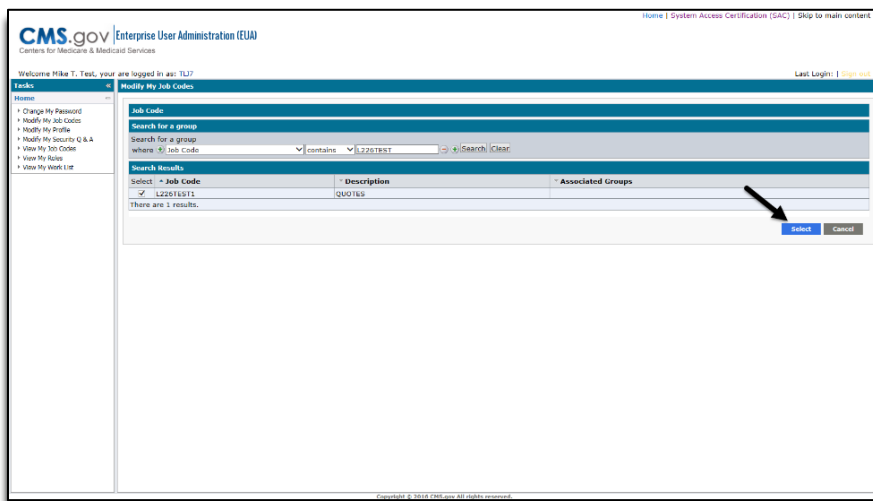 Home | System Access Certification (SAC) | Skip to main content
CMS.gov Enterprise User Administration (EUA)
Centers for Medicare & Medicaid Services
Welcome Mike T. Test, your are logged in as: TLJ7
Last Login: | Sign out
Tasks «
Modify My Job Codes
Home
Change My Password
Modify My Job Codes
Modify My Profile
Modify My Security Q & A
View My Job Codes
View My Roles
View My Work List
Job Code
Search for a group
Search for a group
where Job Code contains L226TEST Search Clear
Search Results
Select Job Code Description Associated Groups
L226TEST1 QUOTES
There are 1 results.
Select Cancel
Copyright © 2010 CMS.gov All rights reserved.